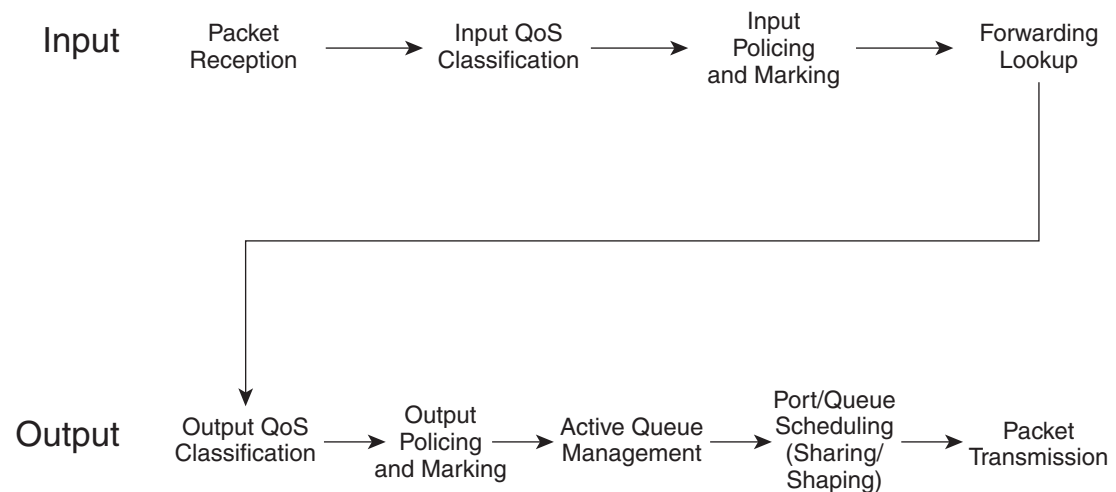 Input
Packet
Reception
Input QoS
Classification
Input
Policing
and Marking
Forwarding
Lookup
Output
Output QoS
Classification
Output
Policing
and Marking
Active Queue
Management
Port/Queue
Scheduling
(Sharing/
Shaping)
Packet
Transmission